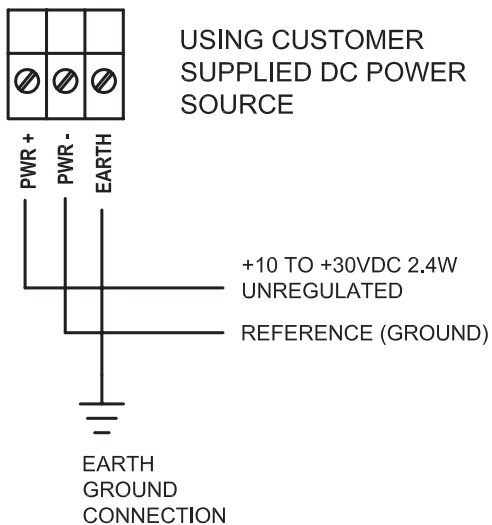 USING CUSTOMER
SUPPLIED DC POWER
SOURCE
PWR +
PWR -
EARTH
+10 TO +30VDC 2.4W
UNREGULATED
REFERENCE (GROUND)
EARTH
GROUND
CONNECTION